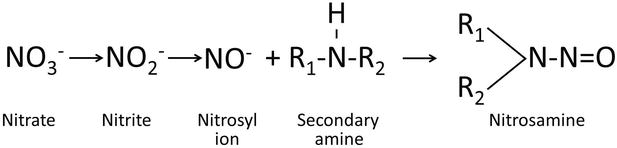 H
NO₃⁻ → NO₂⁻ → NO⁻ + R₁-N-R₂ → R₁ R₂ N-N=O
Nitrate Nitrite Nitrosyl ion Secondary amine Nitrosamine